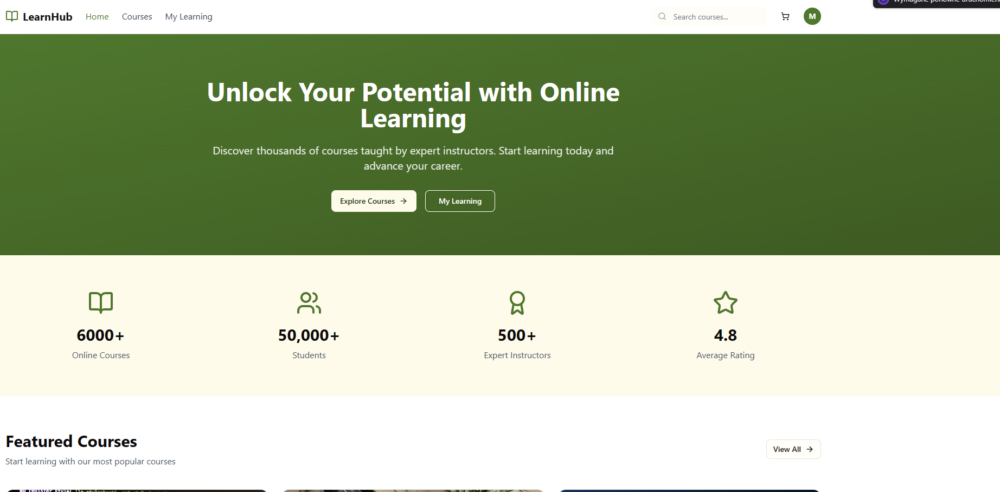 LearnHub
Home
Courses
My Learning
Search courses...
M
Unlock Your Potential with Online
Learning
Discover thousands of courses taught by expert instructors. Start learning today and
advance your career.
Explore Courses
My Learning
6000+
Online Courses
50,000+
Students
500+
Expert Instructors
4.8
Average Rating
Featured Courses
Start learning with our most popular courses
View All